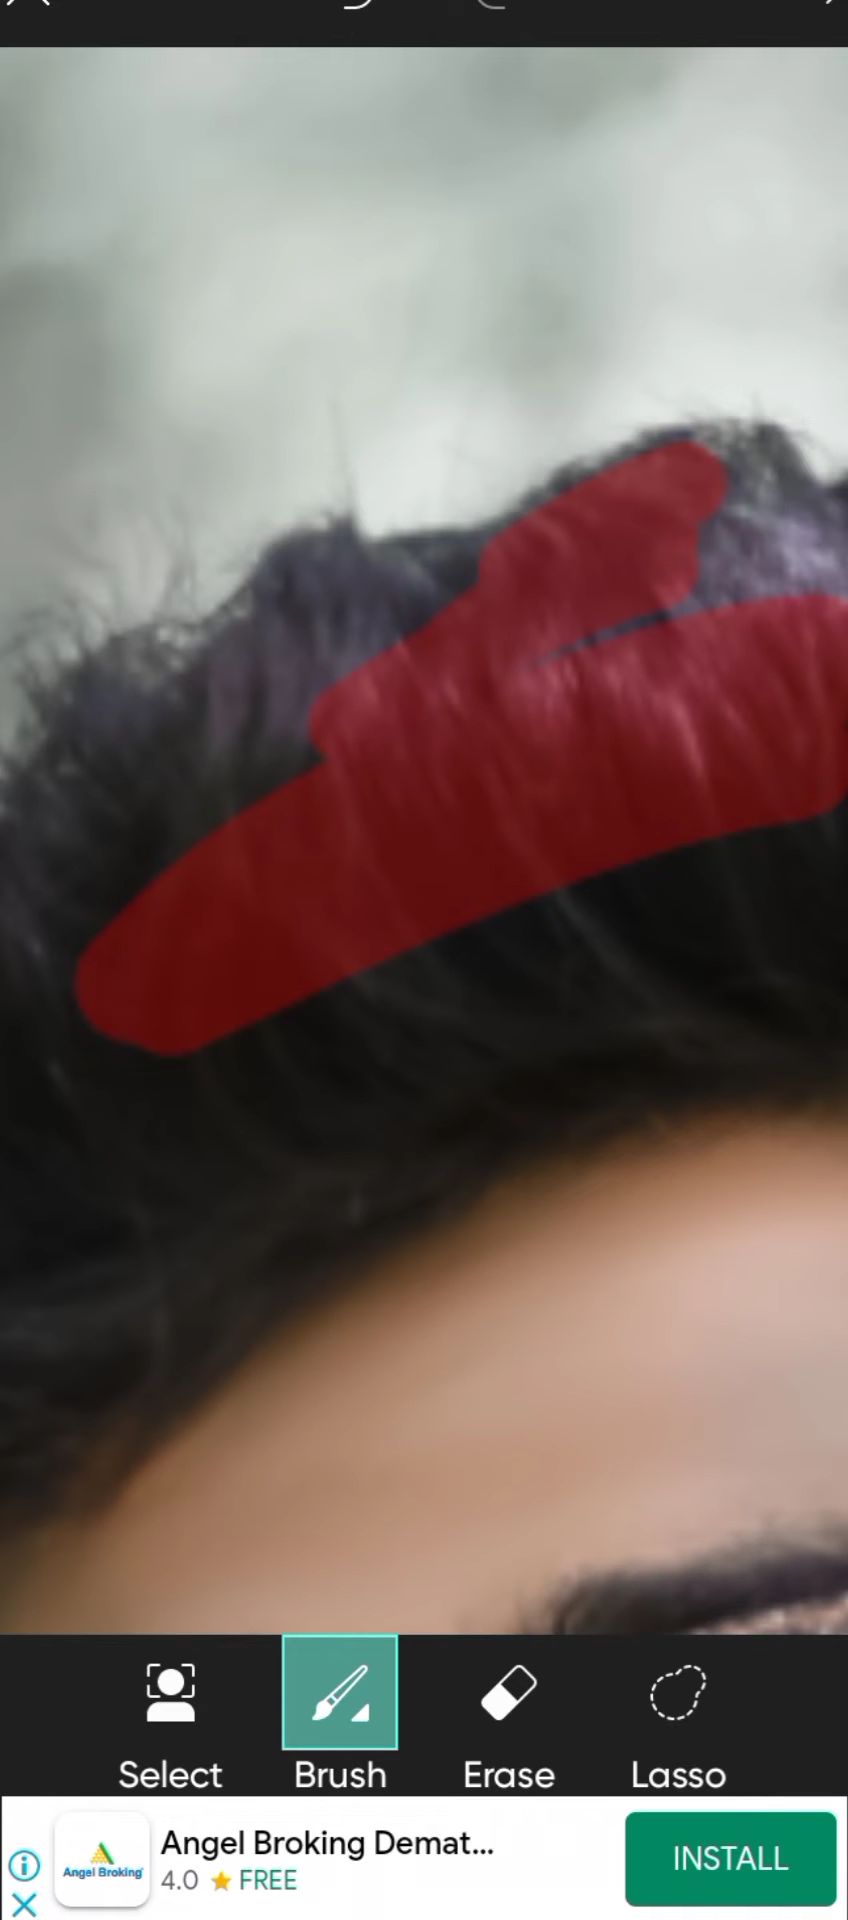 Select Brush Erase Lasso
Angel Broking Demat...
Angel Broking
4.0 FREE
INSTALL